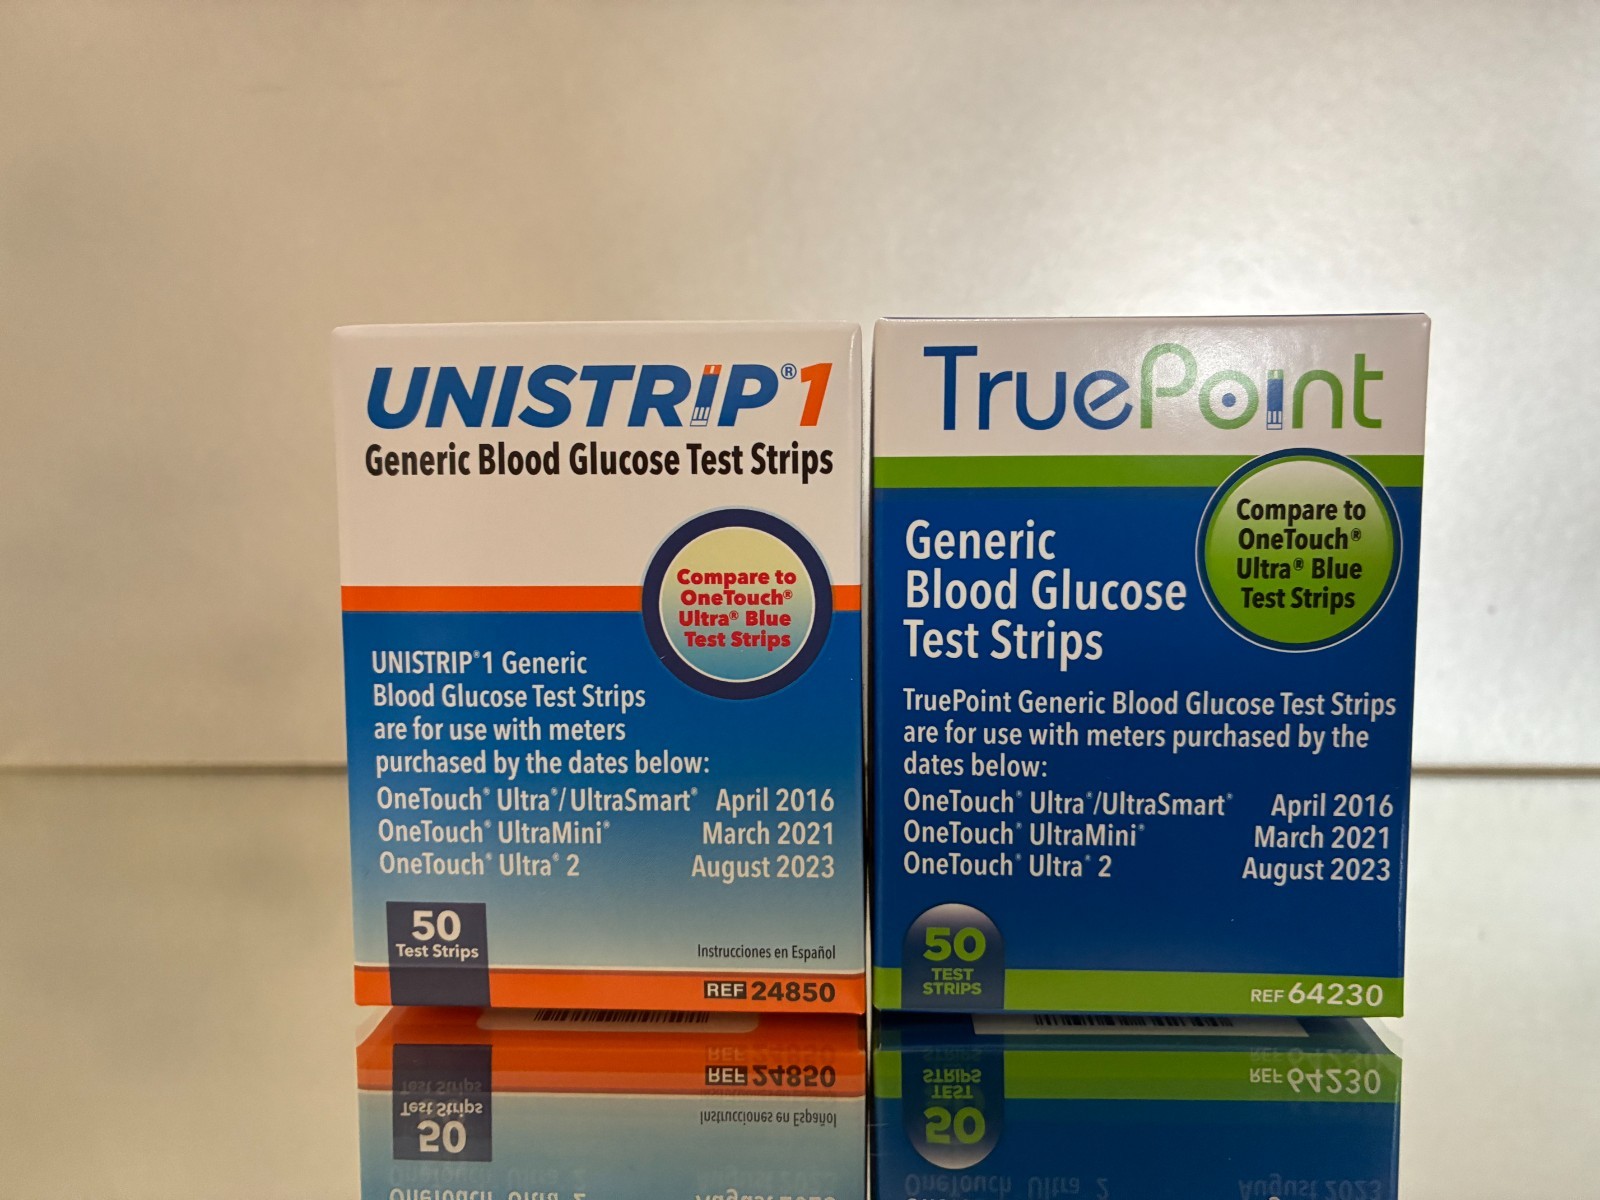 UNISTRIP®1
Generic Blood Glucose Test Strips
Compare to
OneTouch®
Ultra® Blue
Test Strips
UNISTRIP®1 Generic
Blood Glucose Test Strips
are for use with meters
purchased by the dates below:
OneTouch® Ultra®/UltraSmart® April 2016
OneTouch® UltraMini® March 2021
OneTouch® Ultra® 2 August 2023
50
Test Strips
Instrucciones en Español
REF 24850
TruePoint
Compare to
OneTouch®
Ultra® Blue
Test Strips
Generic
Blood Glucose
Test Strips
TruePoint Generic Blood Glucose Test Strips
are for use with meters purchased by the
dates below:
OneTouch® Ultra®/UltraSmart® April 2016
OneTouch® UltraMini® March 2021
OneTouch® Ultra® 2 August 2023
50
TEST
STRIPS
REF 64230